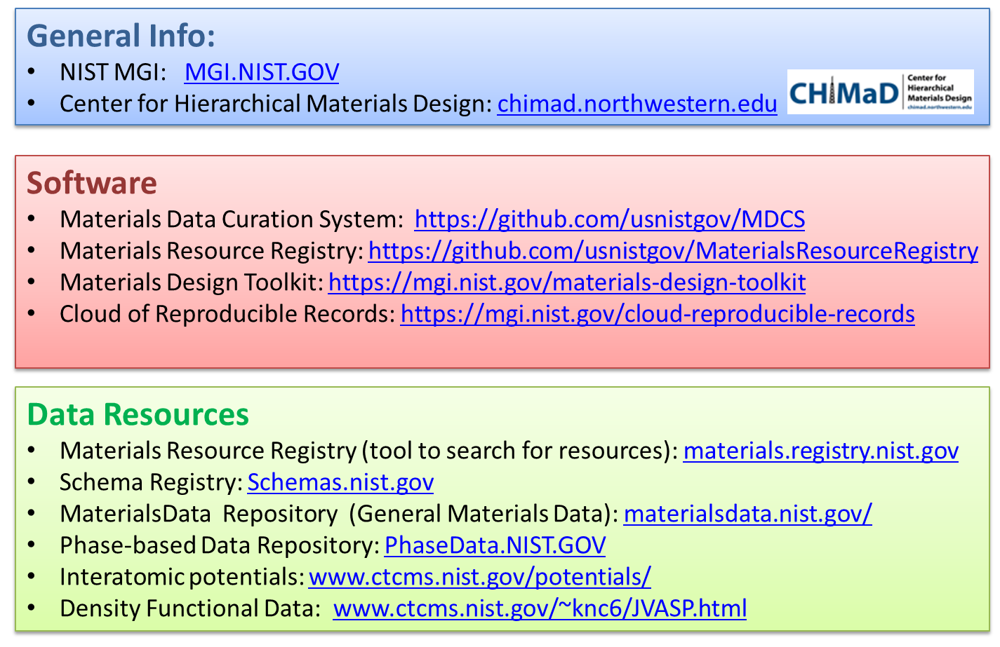 General Info:
• NIST MGI: MGI.NIST.GOV
• Center for Hierarchical Materials Design: chimad.northwestern.edu
CHiMaD
Center for
Hierarchical
Materials Design
chimad.northwestern.edu
Software
• Materials Data Curation System: https://github.com/usnistgov/MDCS
• Materials Resource Registry: https://github.com/usnistgov/MaterialsResourceRegistry
• Materials Design Toolkit: https://mgi.nist.gov/materials-design-toolkit
• Cloud of Reproducible Records: https://mgi.nist.gov/cloud-reproducible-records
Data Resources
• Materials Resource Registry (tool to search for resources): materials.registry.nist.gov
• Schema Registry: Schemas.nist.gov
• MaterialsData Repository (General Materials Data): materialsdata.nist.gov/
• Phase-based Data Repository: PhaseData.NIST.GOV
• Interatomic potentials: www.ctcms.nist.gov/potentials/
• Density Functional Data: www.ctcms.nist.gov/~knc6/JVASP.html